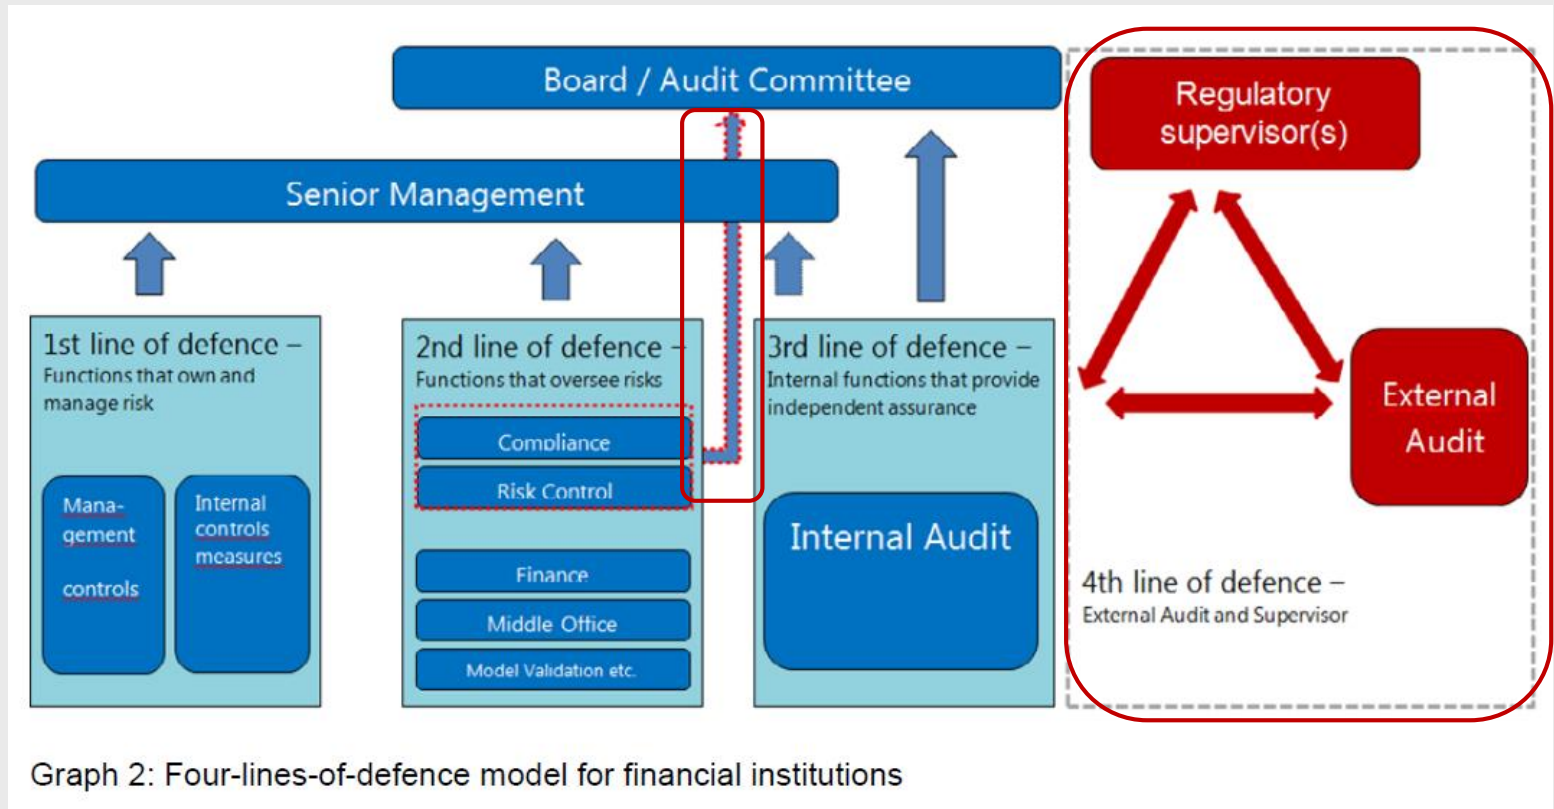 Board / Audit Committee
Regulatory
supervisor(s)
Senior Management
1st line of defence –
Functions that own and
manage risk
Mana-
gement
controls
Internal
controls
measures
2nd line of defence –
Functions that oversee risks
Compliance
Risk Control
Finance
Middle Office
Model Validation etc.
3rd line of defence –
Internal functions that provide
independent assurance
Internal Audit
External
Audit
4th line of defence –
External Audit and Supervisor
Graph 2: Four-lines-of-defence model for financial institutions